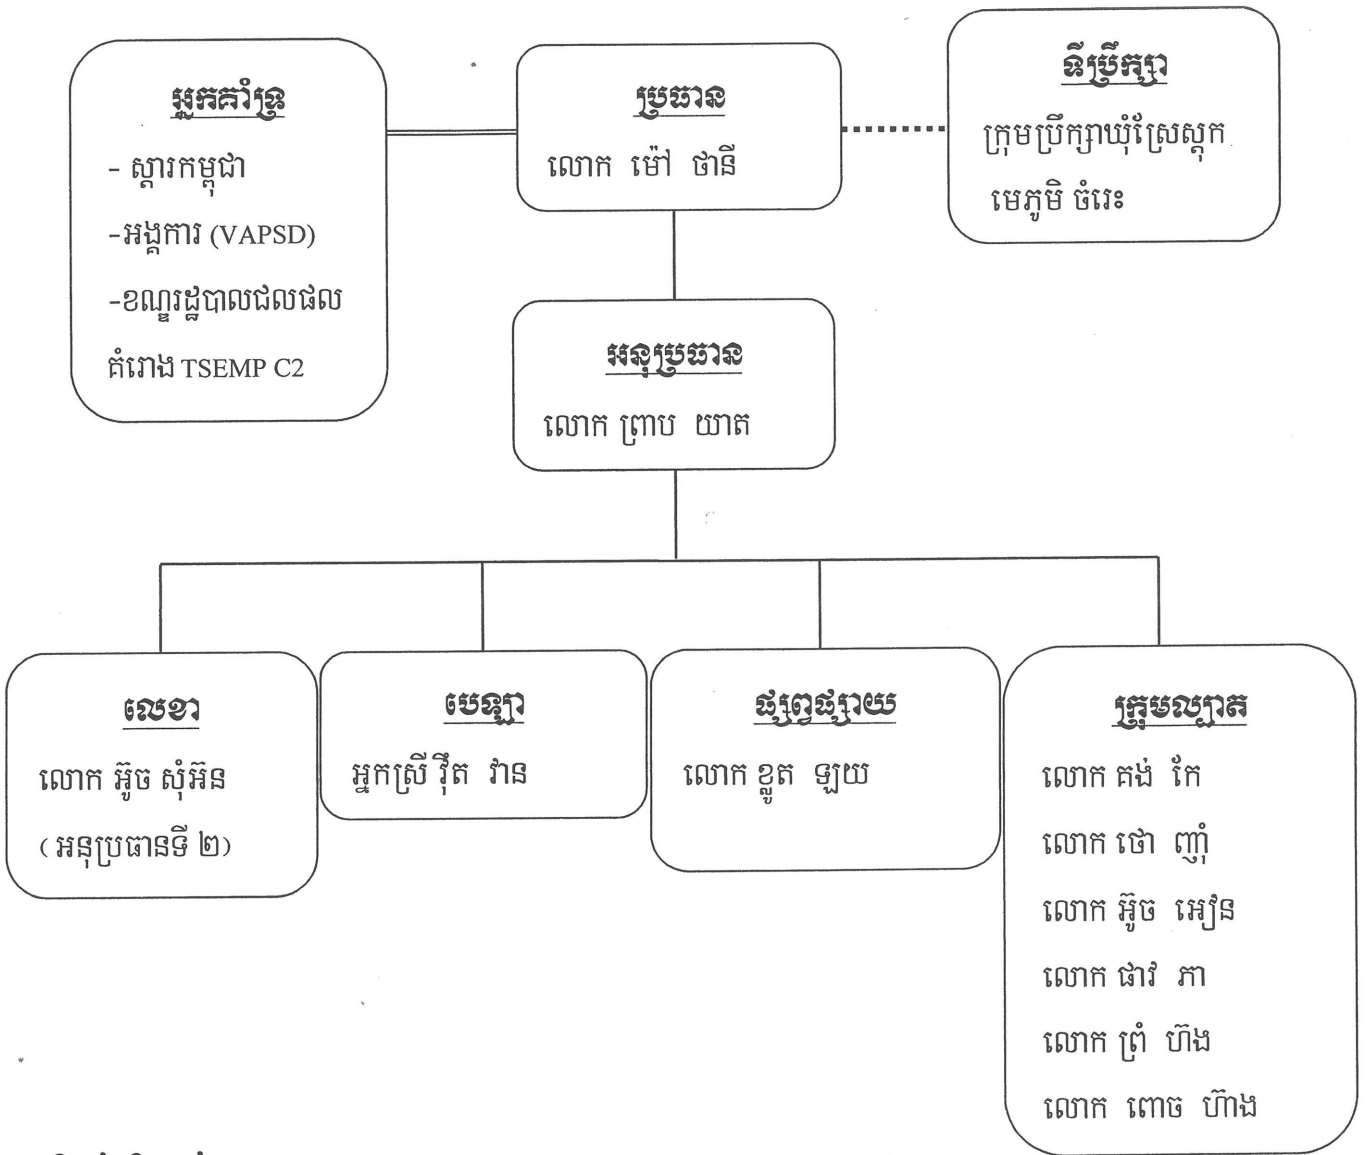 អ្នកគាំទ្រ
- ស្តារកម្ពុជា
-អង្គការ (VAPSD)
-ខណ្ឌរដ្ឋបាលជលផល
គំរោង TSEMP C2
ប្រធាន
លោក ម៉ៅ ថានី
ទីប្រឹក្សា
ក្រុមប្រឹក្សាឃុំស្រែស្តុក
មេភូមិ ចំរេះ
អនុប្រធាន
លោក ព្រាប យាត
លេខា
លោក អ៊ូច សុំអ៊ន
(អនុប្រធានទី ២)
បេឡា
អ្នកស្រី វ៉ឹត វាន
ផ្សព្វផ្សាយ
លោក ខ្លូត ឡយ
ក្រុមល្បាត
លោក គង់ កែ
លោក ថោ ញ៉ាំ
លោក អ៊ូច អៀន
លោក ផាវ ភា
លោក ព្រំ ហ៊ង
លោក ពោច ហ៊ាង